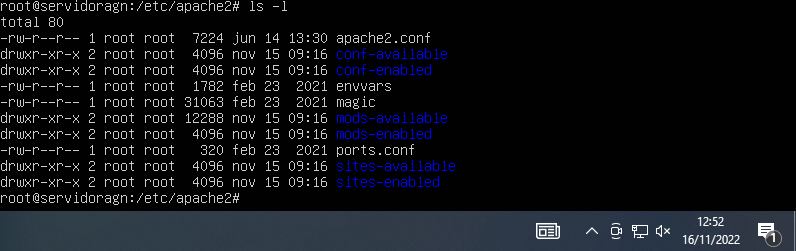 root@servidoragn:/etc/apache2# ls -l
total 80
-rw-r--r-- 1 root root  7224 jun 14 13:30 apache2.conf
drwxr-xr-x 2 root root  4096 nov 15 09:16 conf-available
drwxr-xr-x 2 root root  4096 nov 15 09:16 conf-enabled
-rw-r--r-- 1 root root  1782 feb 23  2021 envvars
-rw-r--r-- 1 root root 31063 feb 23  2021 magic
drwxr-xr-x 2 root root 12288 nov 15 09:16 mods-available
drwxr-xr-x 2 root root  4096 nov 15 09:16 mods-enabled
-rw-r--r-- 1 root root   320 feb 23  2021 ports.conf
drwxr-xr-x 2 root root  4096 nov 15 09:16 sites-available
drwxr-xr-x 2 root root  4096 nov 15 09:16 sites-enabled
root@servidoragn:/etc/apache2#
12:52
16/11/2022
1